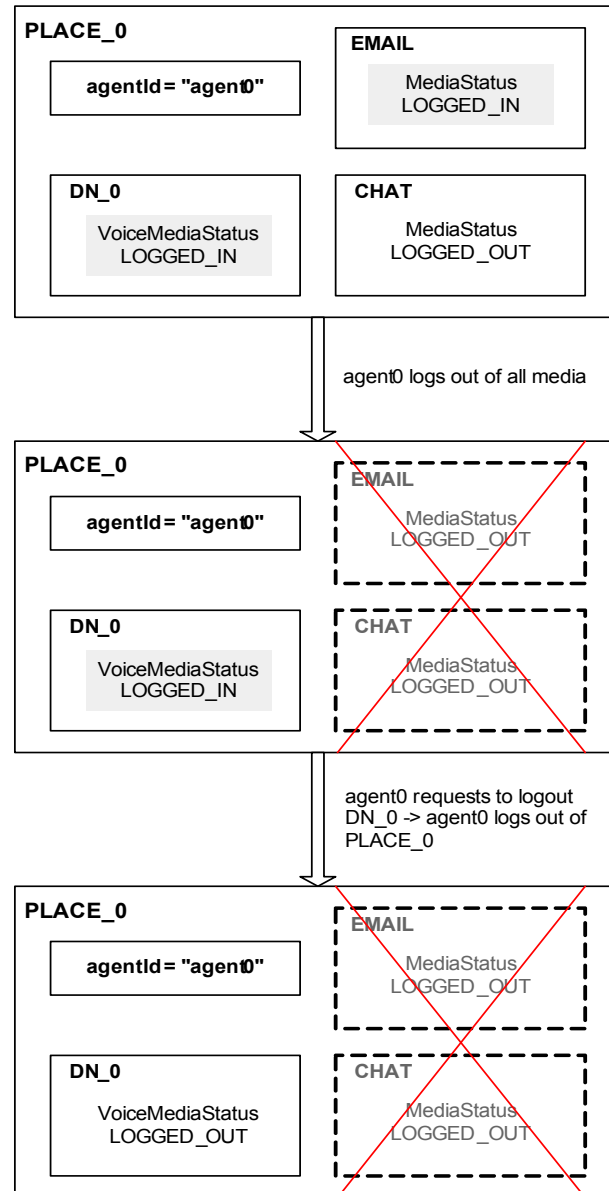 PLACE_0
agentId = "agent0"
EMAIL
MediaStatus
LOGGED_IN
DN_0
VoiceMediaStatus
LOGGED_IN
CHAT
MediaStatus
LOGGED_OUT
agent0 logs out of all media
PLACE_0
agentId = "agent0"
EMAIL
MediaStatus
LOGGED_OUT
DN_0
VoiceMediaStatus
LOGGED_IN
CHAT
MediaStatus
LOGGED_OUT
agent0 requests to logout
DN_0 -> agent0 logs out of
PLACE_0
PLACE_0
agentId = "agent0"
EMAIL
MediaStatus
LOGGED_OUT
DN_0
VoiceMediaStatus
LOGGED_OUT
CHAT
MediaStatus
LOGGED_OUT